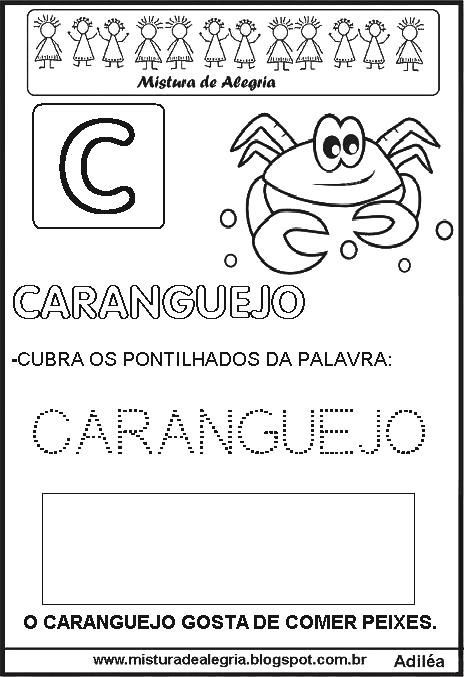 Mistura de Alegria
C
CARANGUEJO
-CUBRA OS PONTILHADOS DA PALAVRA:
CARANGUEJO
O CARANGUEJO GOSTA DE COMER PEIXES.
www.misturadealegria.blogspot.com.br
Adiléa